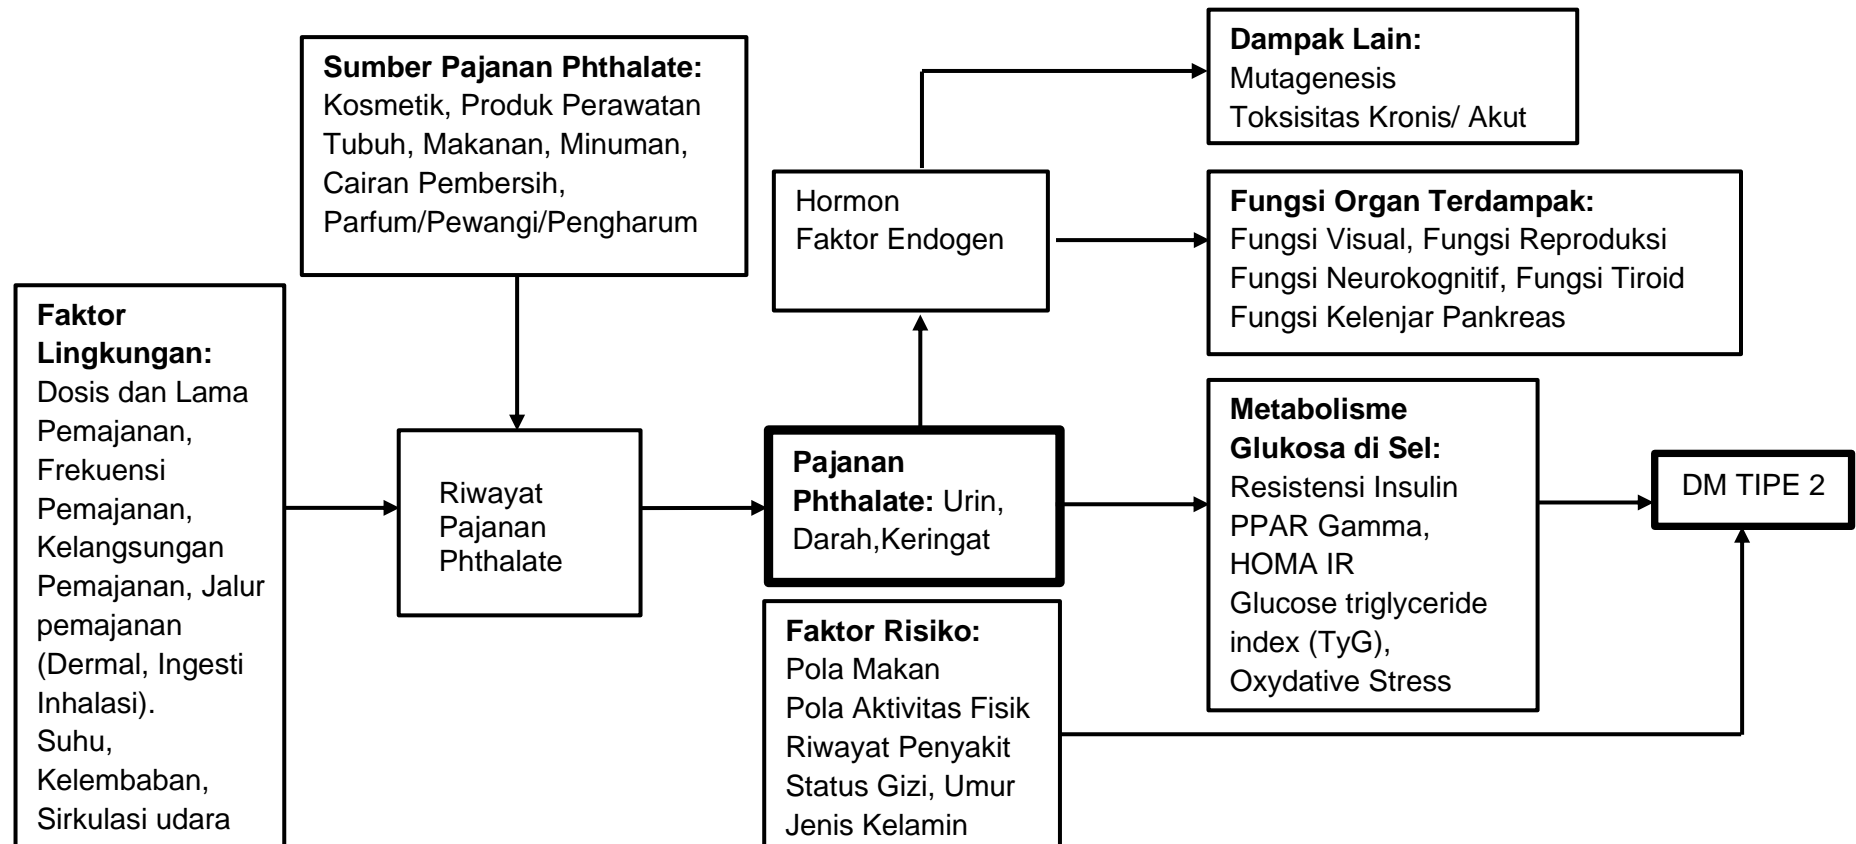 Sumber Pajanan Phthalate:
Kosmetik, Produk Perawatan
Tubuh, Makanan, Minuman,
Cairan Pembersih,
Parfum/Pewangi/Pengharum
Dampak Lain:
Mutagenesis
Toksisitas Kronis/ Akut
Hormon
Faktor Endogen
Fungsi Organ Terdampak:
Fungsi Visual, Fungsi Reproduksi
Fungsi Neurokognitif, Fungsi Tiroid
Fungsi Kelenjar Pankreas
Faktor
Lingkungan:
Dosis dan Lama
Pemajanan,
Frekuensi
Pemajanan,
Kelangsungan
Pemajanan, Jalur
pemajanan
(Dermal, Ingesti
Inhalasi).
Suhu,
Kelembaban,
Sirkulasi udara
Riwayat
Pajanan
Phthalate
Pajanan
Phthalate: Urin,
Darah,Keringat
Metabolisme
Glukosa di Sel:
Resistensi Insulin
PPAR Gamma,
HOMA IR
Glucose triglyceride
index (TyG),
Oxydative Stress
DM TIPE 2
Faktor Risiko:
Pola Makan
Pola Aktivitas Fisik
Riwayat Penyakit
Status Gizi, Umur
Jenis Kelamin